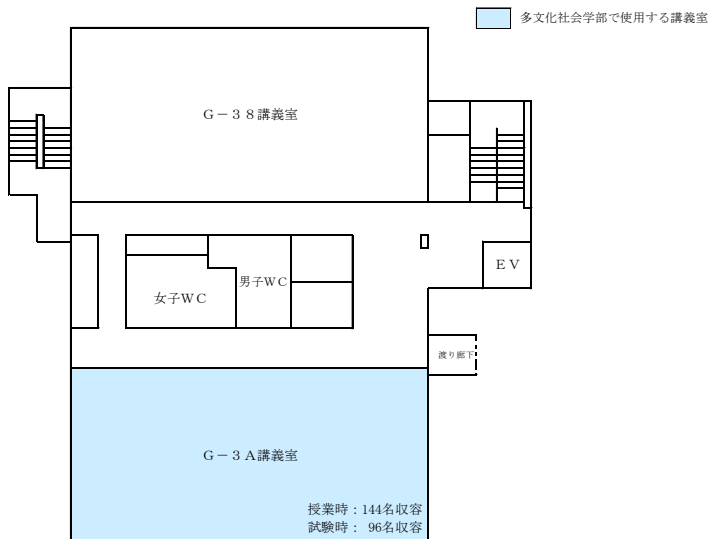 多文化社会学部で使用する講義室
G－38講義室
EV
男子WC
女子WC
渡り廊下
G－3A講義室
授業時：144名収容
試験時： 96名収容